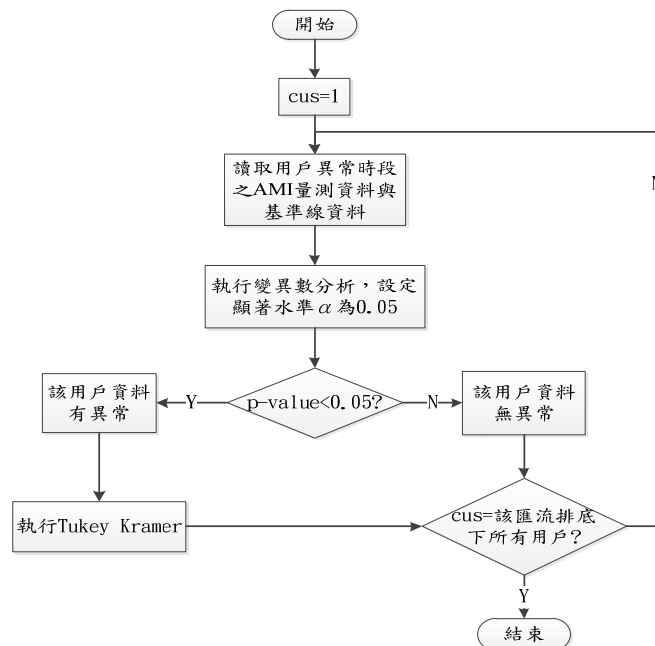 開始
cus=1
讀取用戶異常時段
之AMI量測資料與
基準線資料
執行變異數分析，設定
顯著水準α為0.05
p-value<0.05?
Y
N
該用戶資料
有異常
該用戶資料
無異常
執行Tukey Kramer
cus=該匯流排底
下所有用戶?
Y
結束